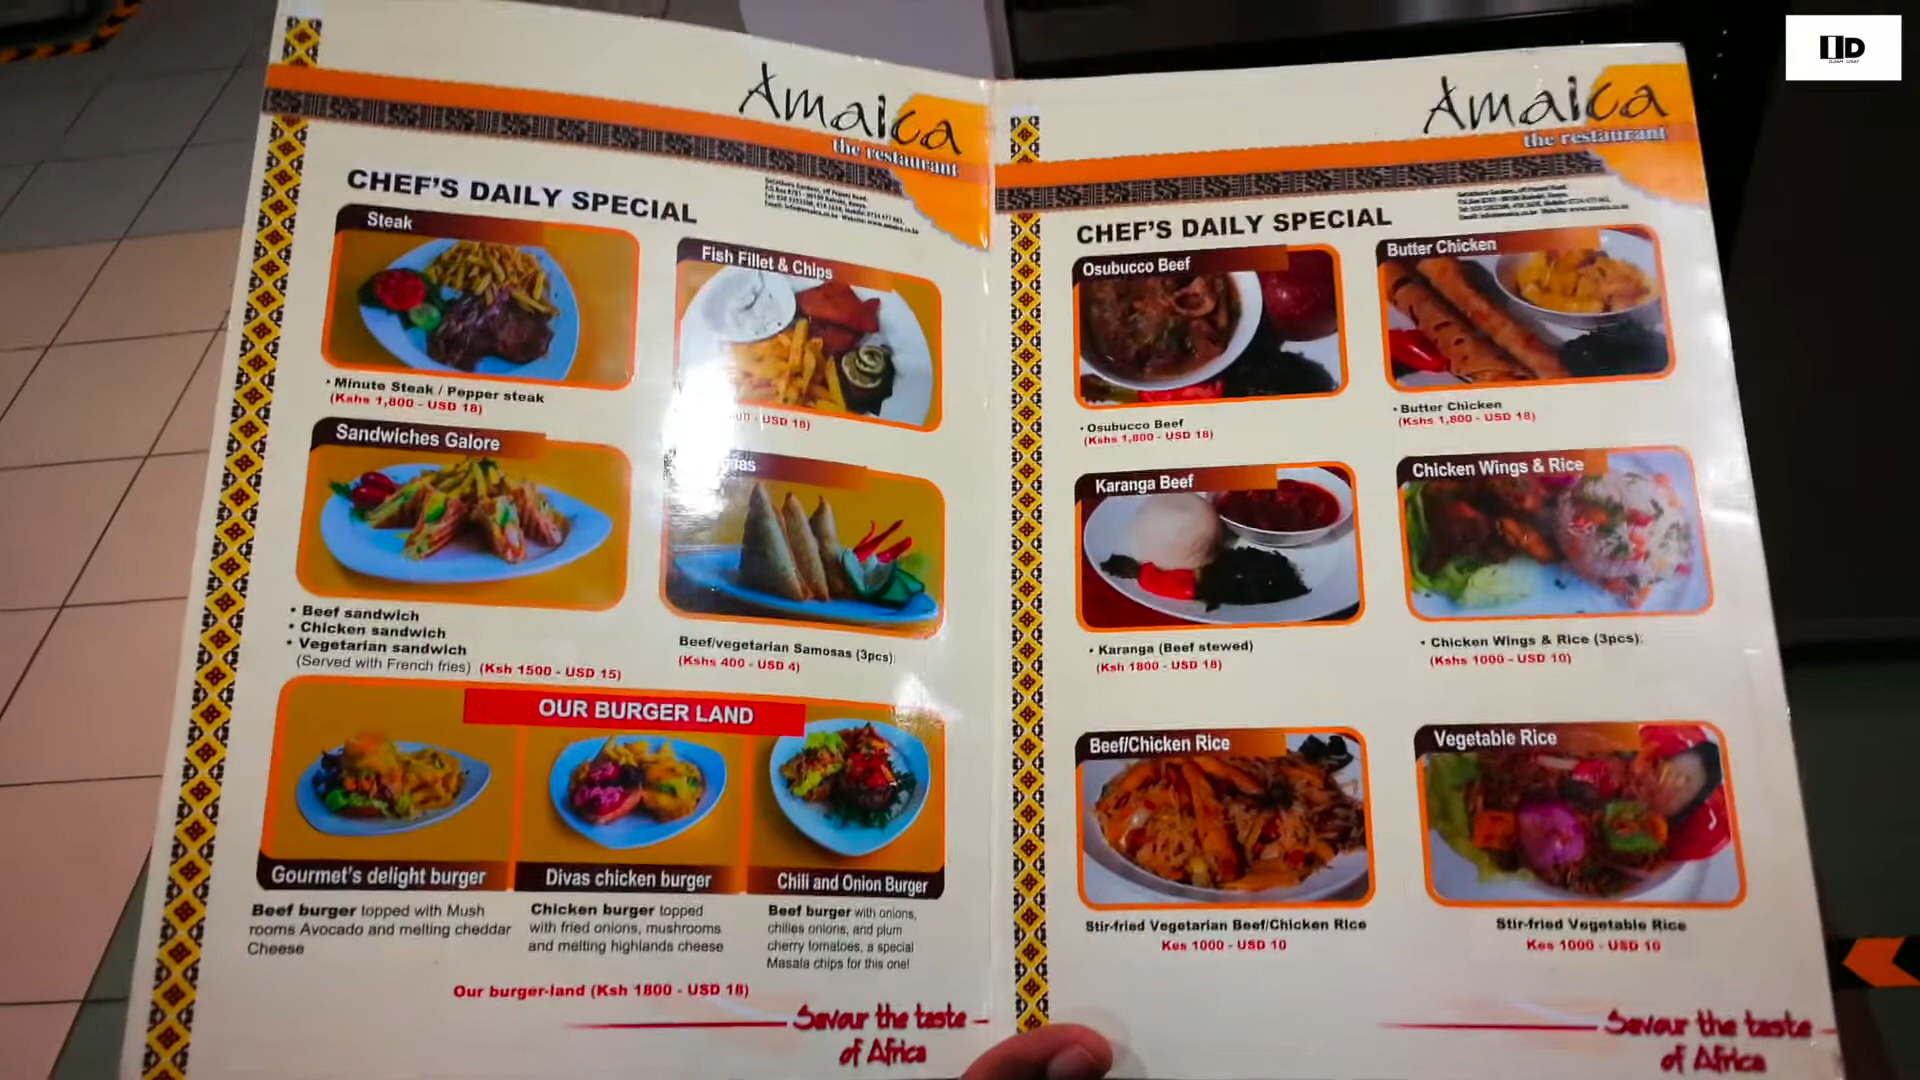 Amaica
the restaurant
CHEF'S DAILY SPECIAL
Steak
• Minute Steak / Pepper steak
(Kshs 1,800 - USD 18)
Fish Fillet & Chips
- USD 18)
Sandwiches Galore
• Beef sandwich
• Chicken sandwich
• Vegetarian sandwich
(Served with French fries) (Ksh 1500 - USD 15)
Beef/vegetarian Samosas (3pcs)
(Kshs 400 - USD 4)
OUR BURGER LAND
Gourmet's delight burger
Beef burger topped with Mush
rooms Avocado and melting cheddar
Cheese
Divas chicken burger
Chicken burger topped
with fried onions, mushrooms
and melting highlands cheese
Chili and Onion Burger
Beef burger with onions,
chilies onions, and plum
cherry tomatoes, a special
Masala chips for this one!
Our burger-land (Ksh 1800 - USD 18)
Savour the taste
of Africa
Amaica
the restaurant
CHEF'S DAILY SPECIAL
Osubucco Beef
• Osubucco Beef
(Kshs 1,800 - USD 18)
Butter Chicken
• Butter Chicken
(Kshs 1,800 - USD 18)
Karanga Beef
• Karanga (Beef stewed)
(Ksh 1800 - USD 18)
Chicken Wings & Rice
• Chicken Wings & Rice (3pcs)
(Kshs 1000 - USD 10)
Beef/Chicken Rice
Stir-fried Vegetarian Beef/Chicken Rice
Kes 1000 - USD 10
Vegetable Rice
Stir-fried Vegetable Rice
Kes 1000 - USD 10
Savour the taste
of Africa